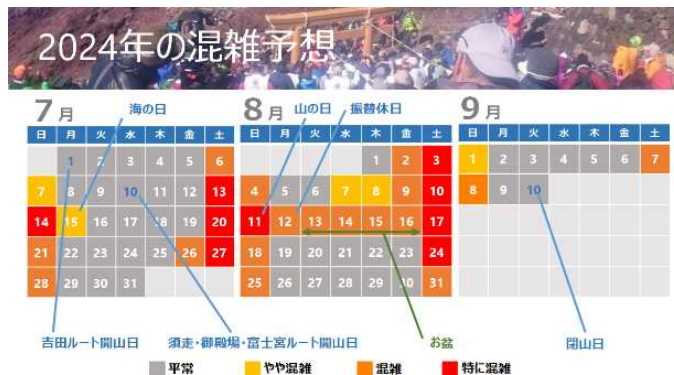 2024年の混雑予想
7月 海の日
日 月 火 水 木 金 土
1 2 3 4 5 6
7 8 9 10 11 12 13
14 15 16 17 18 19 20
21 22 23 24 25 26 27
28 29 30 31
8月 山の日 振替休日
日 月 火 水 木 金 土
1 2 3
4 5 6 7 8 9 10
11 12 13 14 15 16 17
18 19 20 21 22 23 24
25 26 27 28 29 30 31
9月
日 月 火 水 木 金 土
1 2 3 4 5 6 7
8 9 10
吉田ルート開山日 須走・御殿場・富士宮ルート開山日 お盆 閉山日
平常 やや混雑 混雑 特に混雑